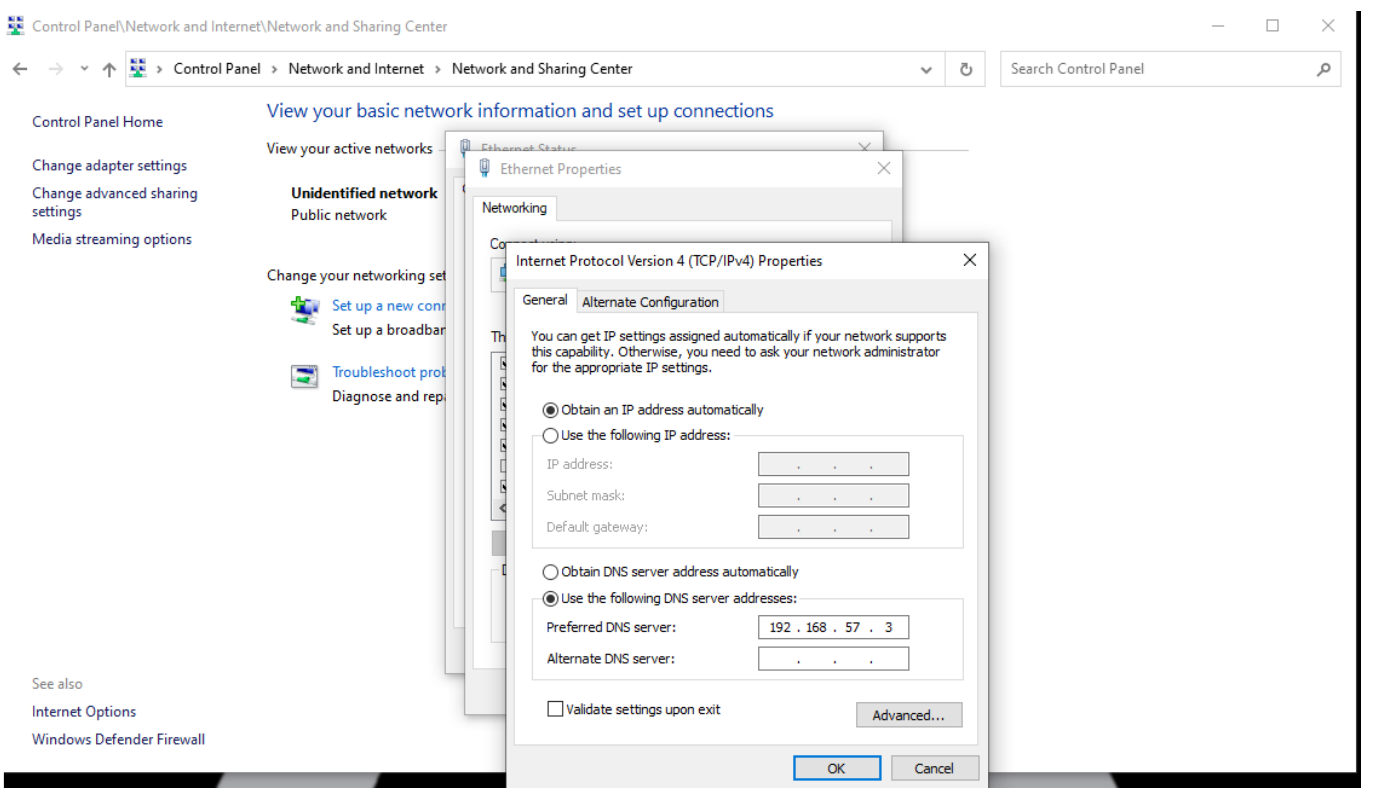 Control Panel\Network and Internet\Network and Sharing Center
Control Panel > Network and Internet > Network and Sharing Center
Search Control Panel
Control Panel Home
Change adapter settings
Change advanced sharing
settings
Media streaming options
See also
Internet Options
Windows Defender Firewall
View your basic network information and set up connections
View your active networks
Unidentified network
Public network
Change your networking set
Set up a new conn
Set up a broadban
Troubleshoot prob
Diagnose and repa
Ethernet Status
Ethernet Properties
Networking
Connect using:
Th
Internet Protocol Version 4 (TCP/IPv4) Properties
General
Alternate Configuration
You can get IP settings assigned automatically if your network supports
this capability. Otherwise, you need to ask your network administrator
for the appropriate IP settings.
Obtain an IP address automatically
Use the following IP address:
IP address:
. . .
Subnet mask:
. . .
Default gateway:
. . .
Obtain DNS server address automatically
Use the following DNS server addresses:
Preferred DNS server:
192 . 168 . 57 . 3
Alternate DNS server:
. . .
Validate settings upon exit
Advanced...
OK
Cancel